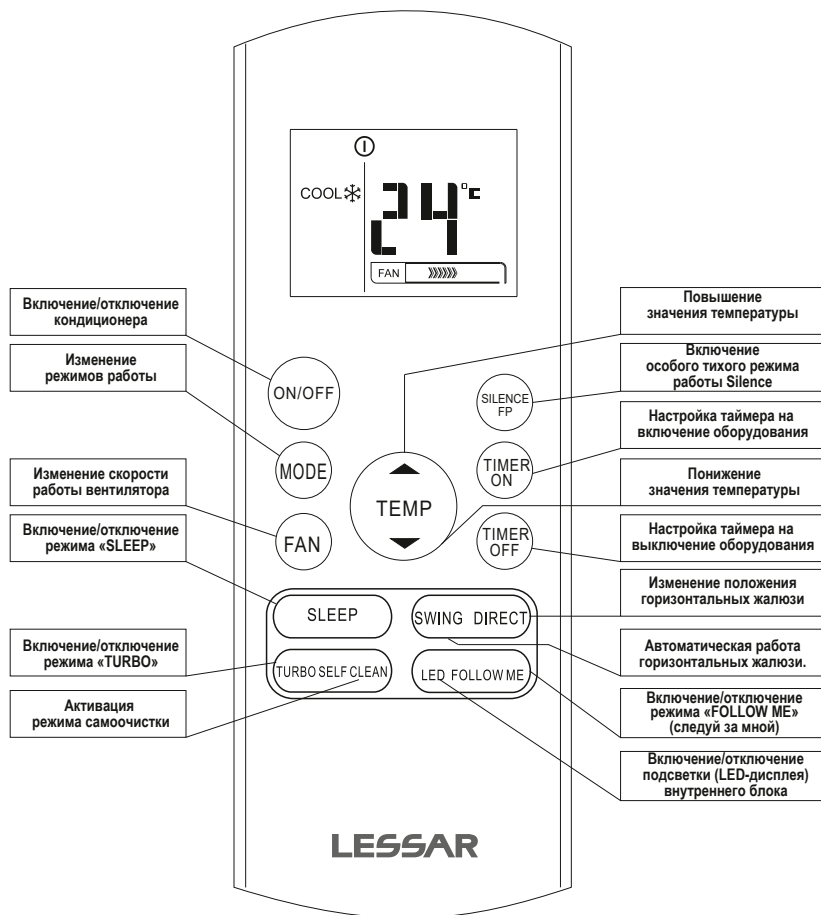 COOL
24°C
FAN
Включение/отключение
кондиционера
Изменение
режимов работы
Изменение скорости
работы вентилятора
Включение/отключение
режима «SLEEP»
Включение/отключение
режима «TURBO»
Активация
режима самоочистки
ON/OFF
MODE
FAN
TEMP
SILENCE
FP
TIMER
ON
TIMER
OFF
SLEEP
SWING DIRECT
TURBO SELF CLEAN
LED FOLLOW ME
LESSAR
Повышение
значения температуры
Включение
особого тихого режима
работы Silence
Настройка таймера на
включение оборудования
Понижение
значения температуры
Настройка таймера на
выключение оборудования
Изменение положения
горизонтальных жалюзи
Автоматическая работа
горизонтальных жалюзи.
Включение/отключение
режима «FOLLOW ME»
(следуй за мной)
Включение/отключение
подсветки (LED-дисплея)
внутреннего блока